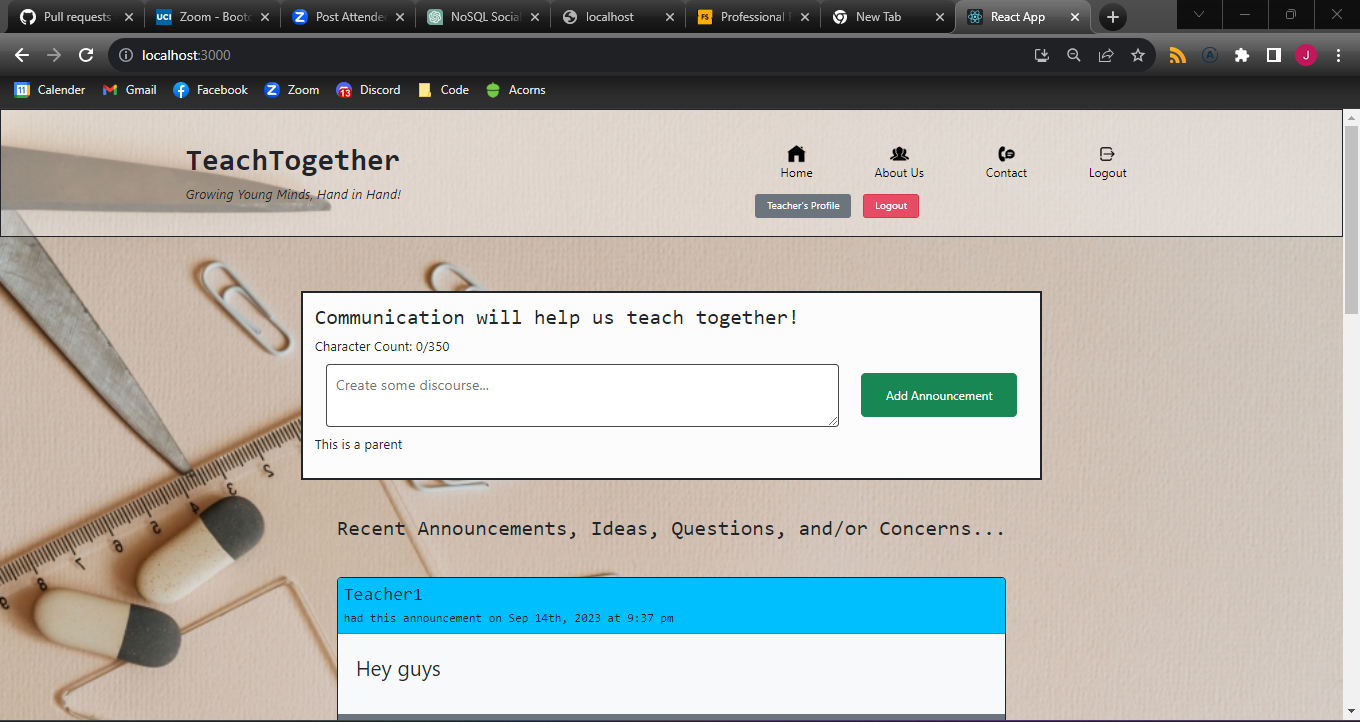 Pull requests
Zoom - Bootc
Post Attende
NoSQL Social
localhost
Professional
New Tab
React App
localhost:3000
Calender
Gmail
Facebook
Zoom
Discord
Code
Acorns
TeachTogether
Growing Young Minds, Hand in Hand!
Home
About Us
Contact
Logout
Teacher's Profile
Logout
Communication will help us teach together!
Character Count: 0/350
Create some discourse...
Add Announcement
This is a parent
Recent Announcements, Ideas, Questions, and/or Concerns...
Teacher1
had this announcement on Sep 14th, 2023 at 9:37 pm
Hey guys